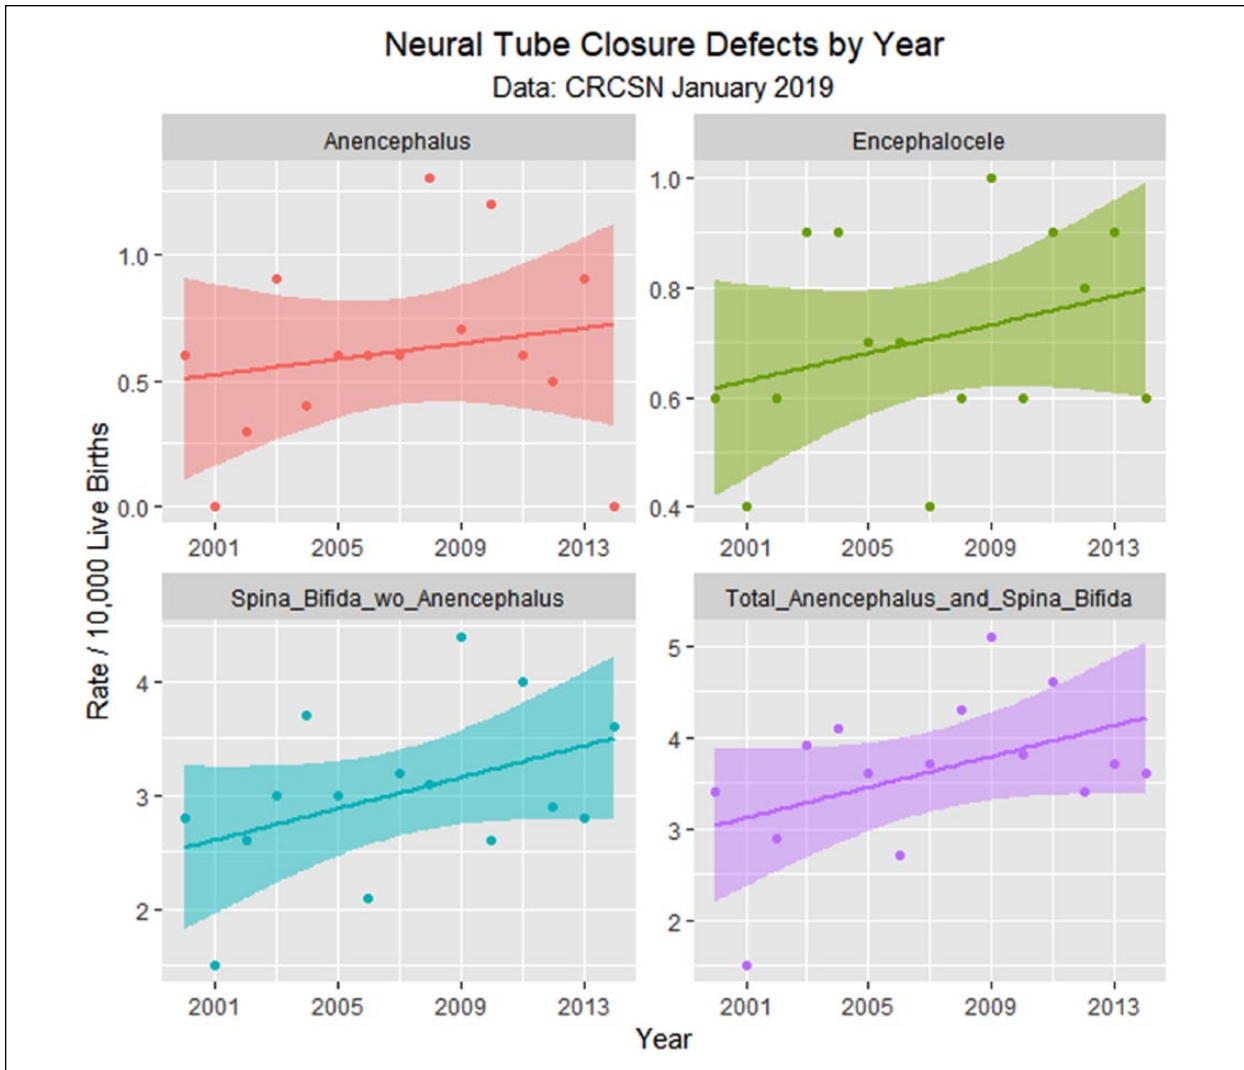 Neural Tube Closure Defects by Year
Data: CRCSN January 2019
Anencephalus
Encephalocele
1.0
0.5
0.0
1.0
0.8
0.6
0.4
2001 2005 2009 2013
2001 2005 2009 2013
Rate / 10,000 Live Births
Spina_Bifida_wo_Anencephalus
Total_Anencephalus_and_Spina_Bifida
4
3
2
5
4
3
2
2001 2005 2009 2013
2001 2005 2009 2013
Year